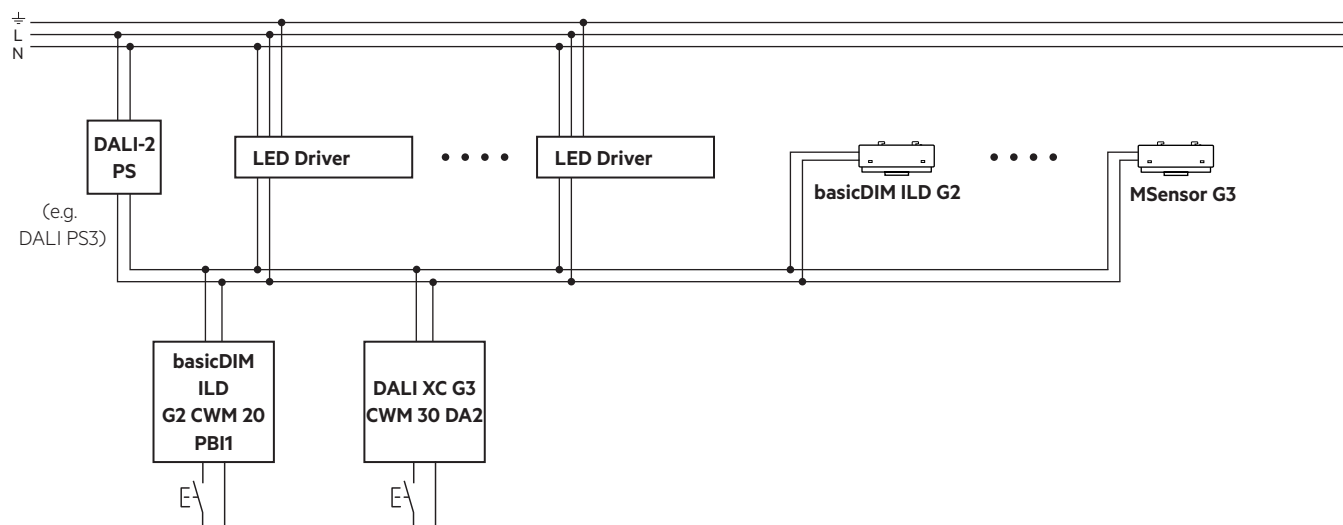 L
N
DALI-2
PS
LED Driver
LED Driver
basicDIM ILD G2
MSensor G3
(e.g.
DALI PS3)
basicDIM
ILD
G2 CWM 20
PBI1
DALI XC G3
CWM 30 DA2